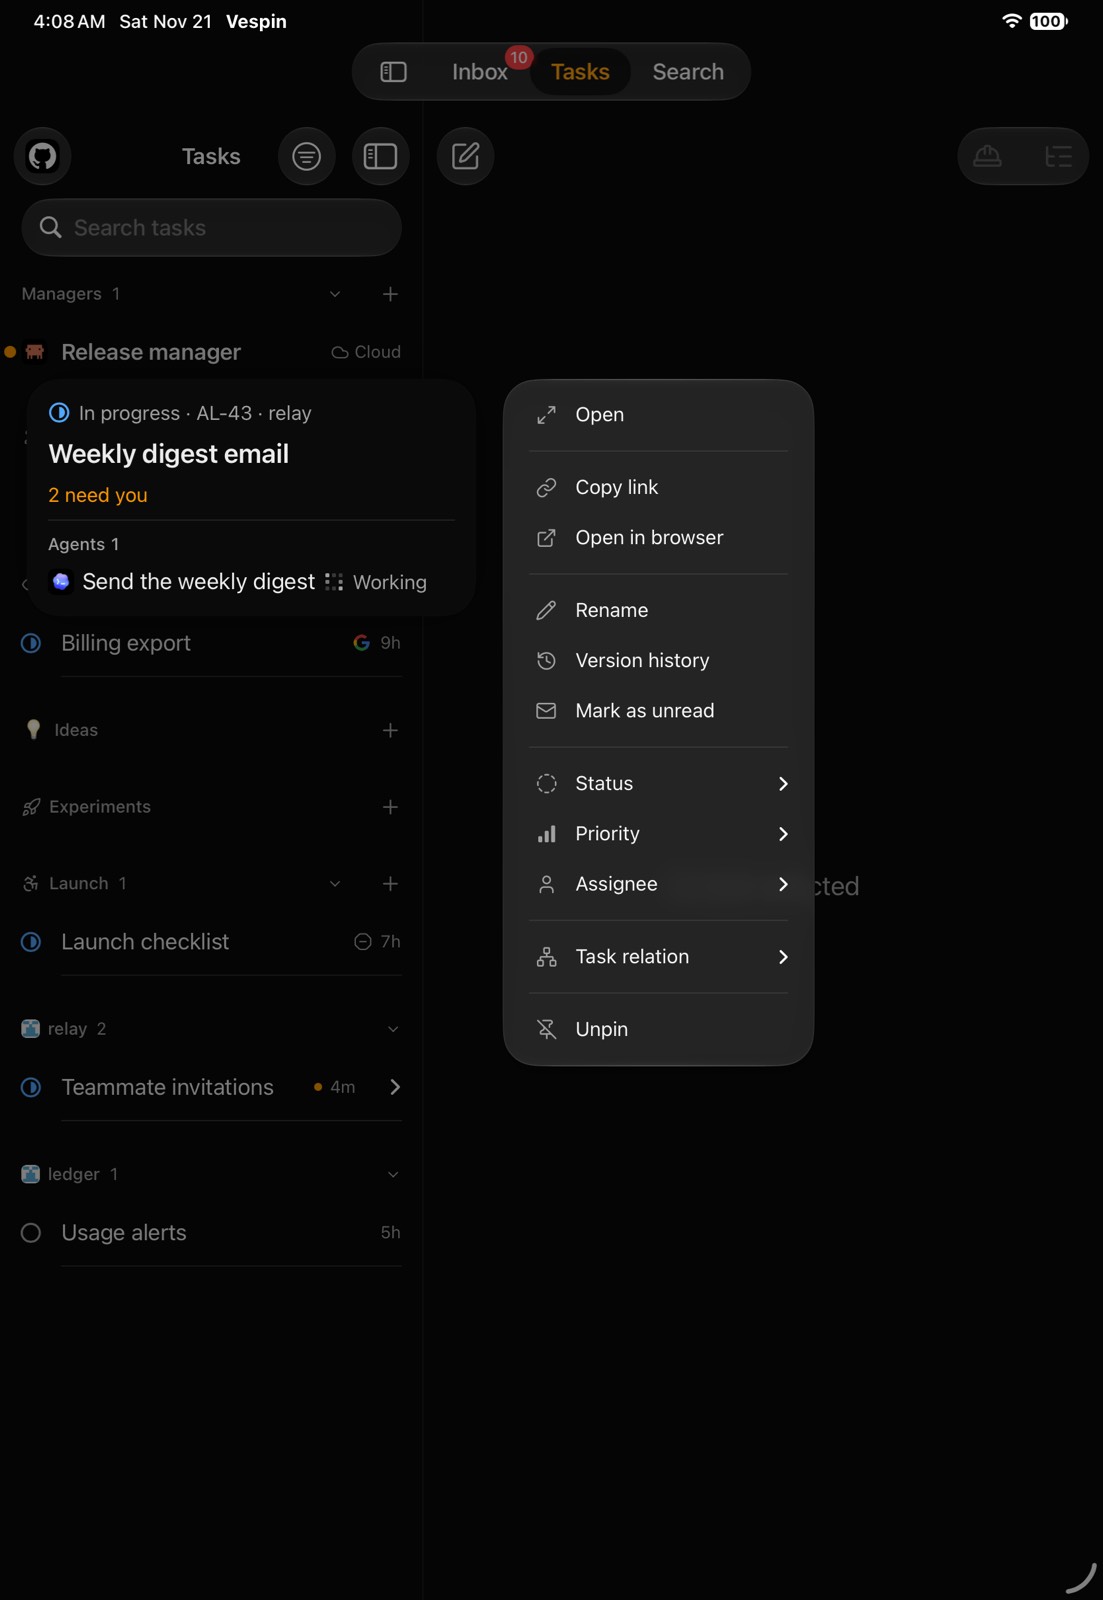 4:08 AM Sat Nov 21 Vespin
100
Inbox
10
Tasks
Search
Tasks
Search tasks
Managers 1
Release manager
Cloud
In progress · AL-43 · relay
Weekly digest email
2 need you
Agents 1
Send the weekly digest
Working
Billing export
9h
Ideas
Experiments
Launch 1
Launch checklist
7h
relay 2
Teammate invitations
4m
ledger 1
Usage alerts
5h
Open
Copy link
Open in browser
Rename
Version history
Mark as unread
Status
Priority
Assignee
cted
Task relation
Unpin